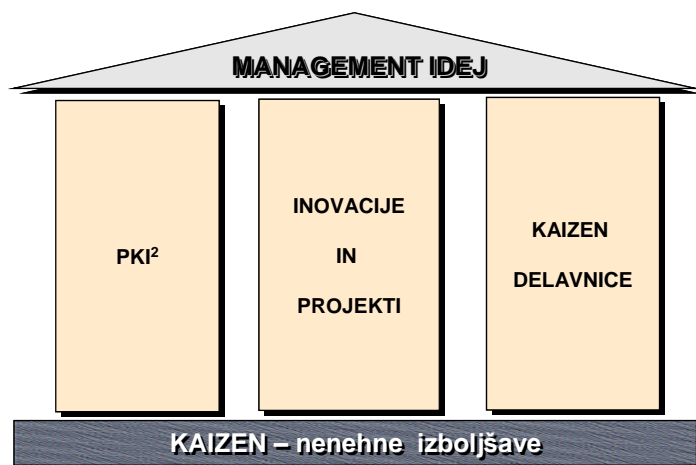 MANAGEMENT IDEJ
PKI²
INOVACIJE
IN
PROJEKTI
KAIZEN
DELAVNICE
KAIZEN – nenehne izboljšave